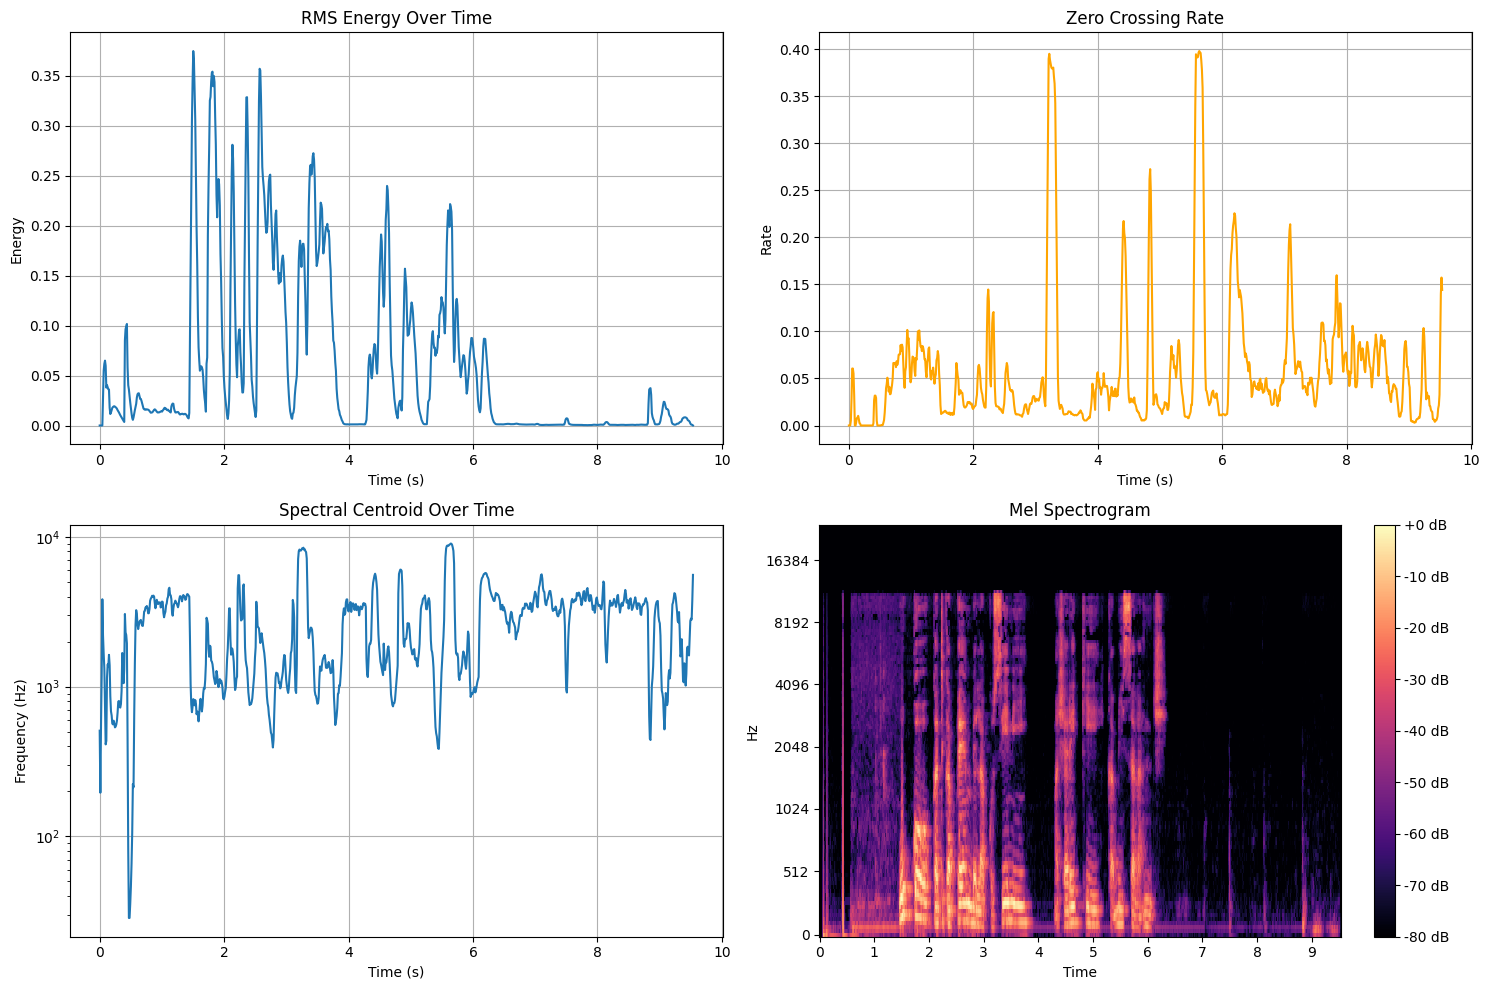 RMS Energy Over Time
Energy
0.35
0.30
0.25
0.20
0.15
0.10
0.05
0.00
0 2 4 6 8 10
Time (s)
Zero Crossing Rate
Rate
0.40
0.35
0.30
0.25
0.20
0.15
0.10
0.05
0.00
0 2 4 6 8 10
Time (s)
Spectral Centroid Over Time
Frequency (Hz)
10⁴
10³
10²
0 2 4 6 8 10
Time (s)
Mel Spectrogram
Hz
16384
8192
4096
2048
1024
512
0
0 1 2 3 4 5 6 7 8 9
Time
+0 dB
-10 dB
-20 dB
-30 dB
-40 dB
-50 dB
-60 dB
-70 dB
-80 dB